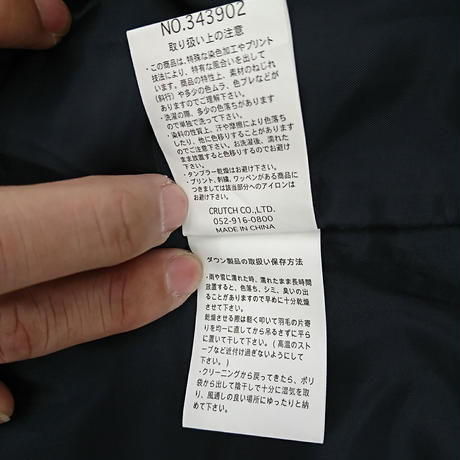 NO.343902
取り扱い上の注意
・この商品は、特殊な染色加工やプリント
技法により、特有な風合いを出して
います。商品の特性上、素材のねじれ
(斜行)や多少の色ムラ、色ブレなどが
ありますのでご理解下さい。
・洗濯の際、多少の色落ちがあります
ので単独で洗って下さい。
・染料の性質上、汗や摩擦により色落ち
したり、他に色移りすることがあります
のでご注意下さい。お洗濯後、濡れた
まま放置すると色移りするのでお避け
下さい。
・タンブラー乾燥はお避け下さい。
・プリント、刺繍、ワッペンがある商品に
つきましては該当部分へのアイロンは
お避け下さい。
CRUTCH CO.,LTD.
052-916-0800
MADE IN CHINA
ダウン製品の取扱い保存方法
・雨や雪に濡れた時、濡れたまま長時間
放置すると、色落ち、シミ、臭いの出
ることがありますので早めに十分乾燥
させて下さい。
乾燥させる際は軽く叩いて羽毛の片寄
りを均一に直してから吊るさずに平ら
に置いて干して下さい。(高温のスト
ーブなど近付け過ぎないようにして
下さい。)
・クリーニングから戻ってきたら、ポリ
袋から出して陰干しで十分に湿気を取
り、風通しの良い場所にゆったりと納
めて下さい。